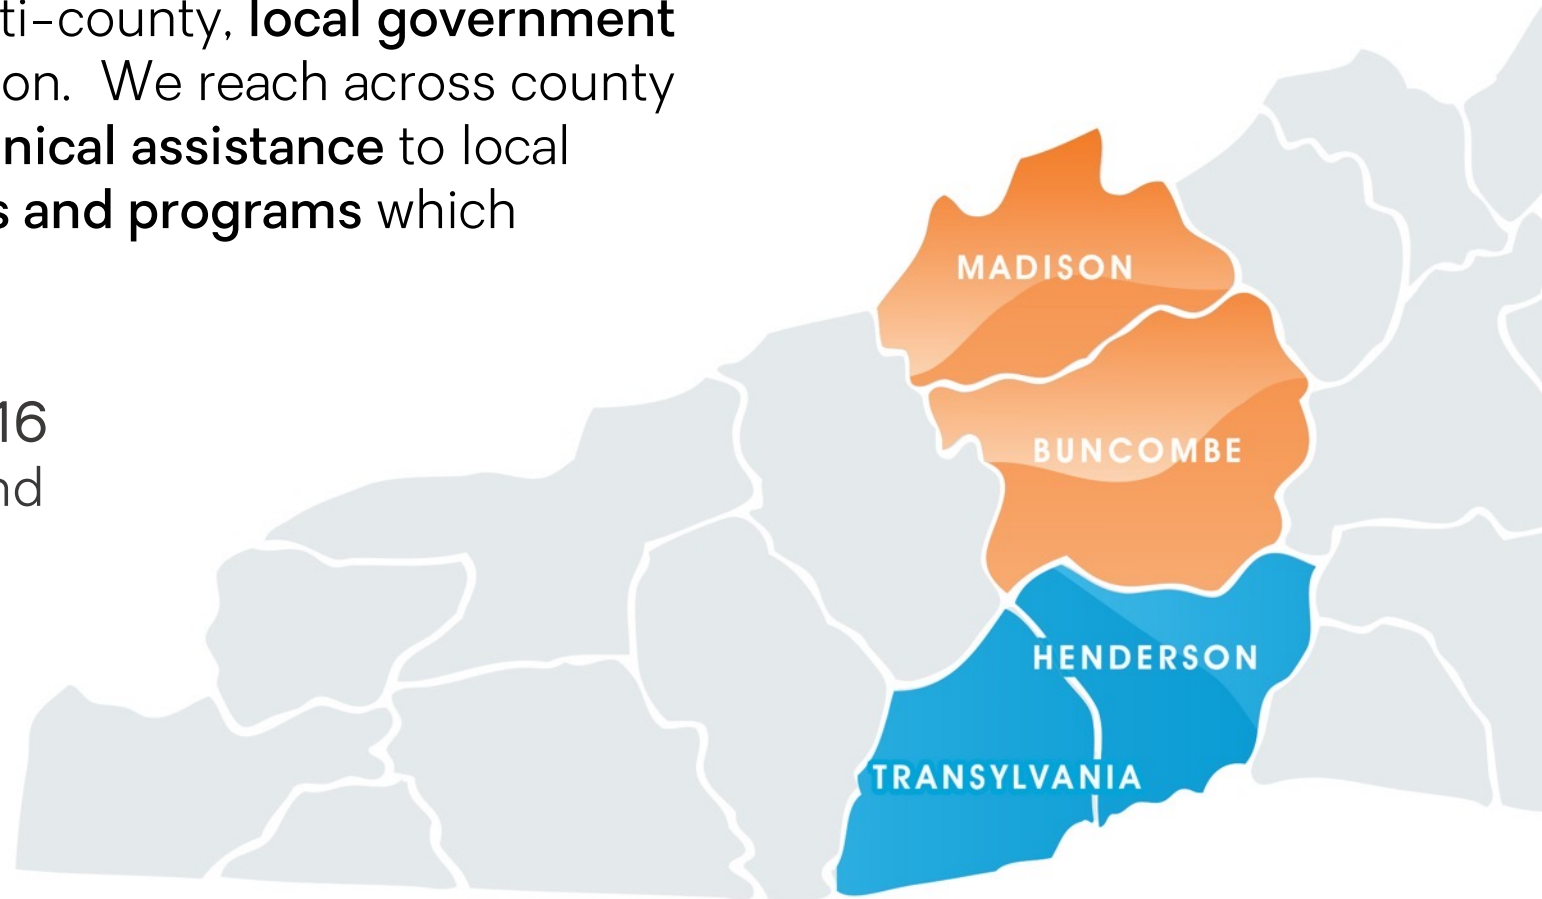 ti-county, local government
on. We reach across county
nical assistance to local
s and programs which
16
nd
MADISON
BUNCOMBE
HENDERSON
TRANSYLVANIA